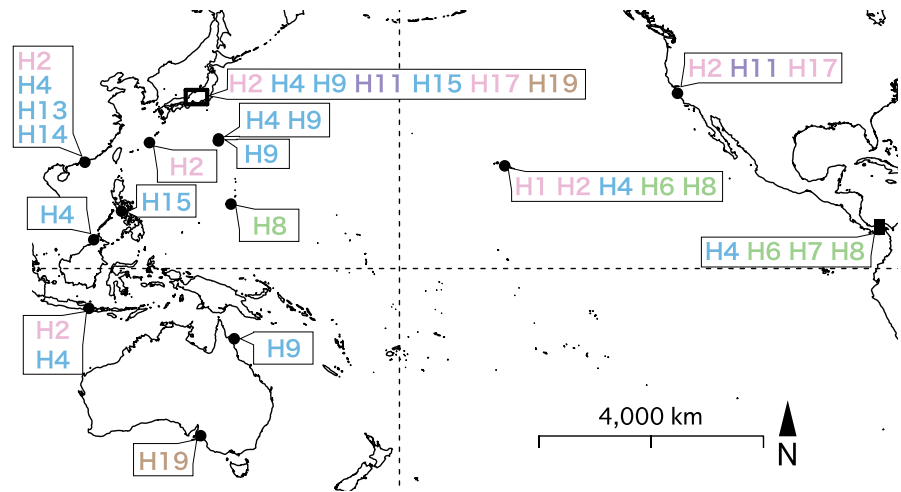 H2
H4
H13
H14
H2 H4 H9 H11 H15 H17 H19
H2 H11 H17
H4 H9
H9
H2
H1 H2 H4 H6 H8
H15
H4
H8
H4 H6 H7 H8
H2
H4
H9
4,000 km
H19
N